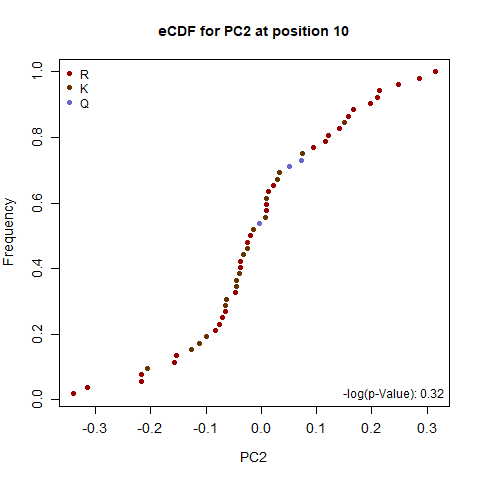 eCDF for PC2 at position 10
R
K
Q
Frequency
1.0
0.8
0.6
0.4
0.2
0.0
-log(p-Value): 0.32
-0.3 -0.2 -0.1 0.0 0.1 0.2 0.3
PC2